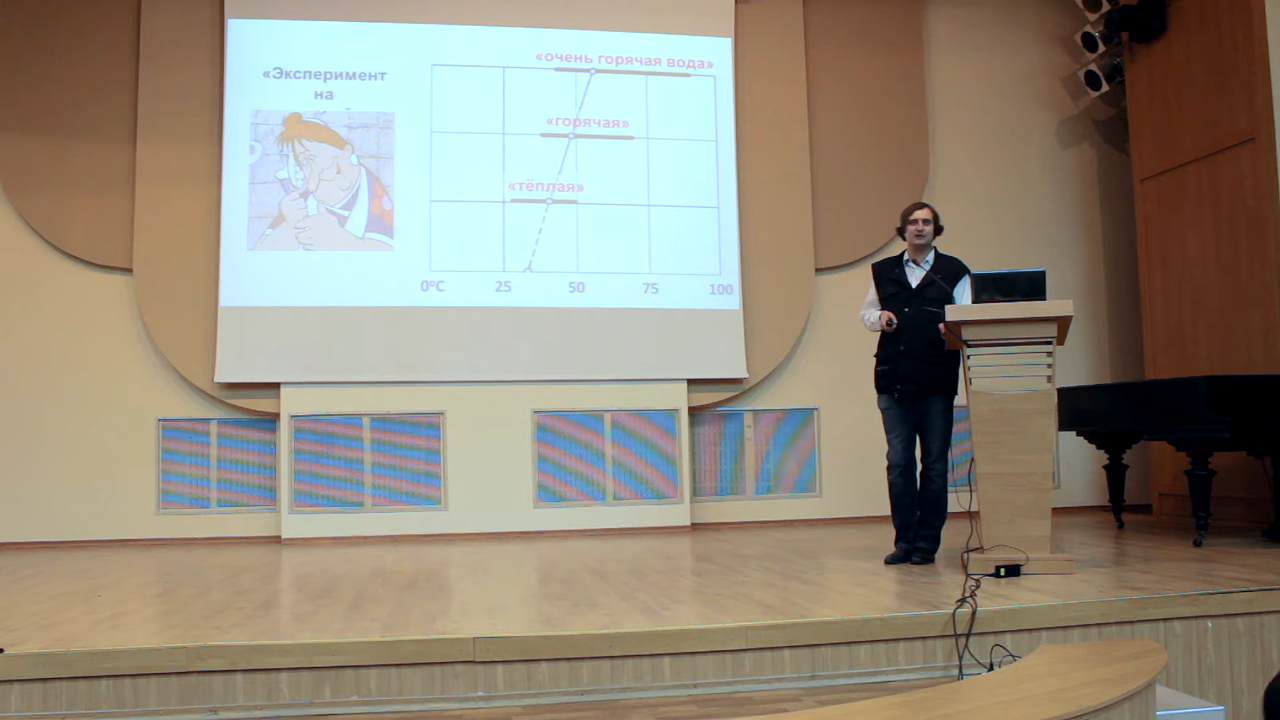 «Эксперимент
на
«очень горячая вода»
«горячая»
«тёплая»
0°C 25 50 75 100